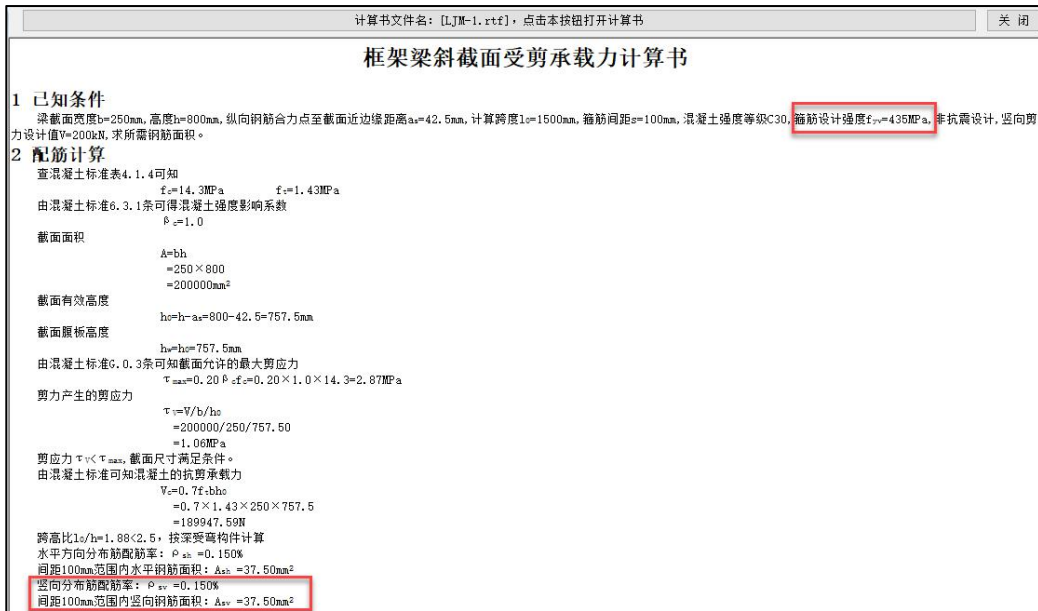 计算书文件名：[LJM-1.rtf]，点击本按钮打开计算书
关 闭
框架梁斜截面受剪承载力计算书
1 已知条件
梁截面宽度b=250mm,高度h=800mm,纵向钢筋合力点至截面近边缘距离as=42.5mm,计算跨度l0=1500mm,箍筋间距s=100mm,混凝土强度等级C30,箍筋设计强度fyv=435MPa,非抗震设计,竖向剪
力设计值V=200kN,求所需钢筋面积。
2 配筋计算
查混凝土标准表4.1.4可知
fc=14.3MPa ft=1.43MPa
由混凝土标准6.3.1条可得混凝土强度影响系数
βc=1.0
截面面积
A=bh
=250×800
=200000mm²
截面有效高度
h0=h-as=800-42.5=757.5mm
截面腹板高度
hw=h0=757.5mm
由混凝土标准G.0.3条可知截面允许的最大剪应力
τmax=0.20βcfc=0.20×1.0×14.3=2.87MPa
剪力产生的剪应力
τV=V/b/h0
=200000/250/757.50
=1.06MPa
剪应力τV<τmax,截面尺寸满足条件。
由混凝土标准可知混凝土的抗剪承载力
Vc=0.7ftbh0
=0.7×1.43×250×757.5
=189947.59N
跨高比l0/h=1.88<2.5，按深受弯构件计算
水平方向分布筋配筋率：ρsh =0.150%
间距100mm范围内水平钢筋面积：Ash =37.50mm²
竖向分布筋配筋率：ρsv =0.150%
间距100mm范围内竖向钢筋面积：Asv =37.50mm²